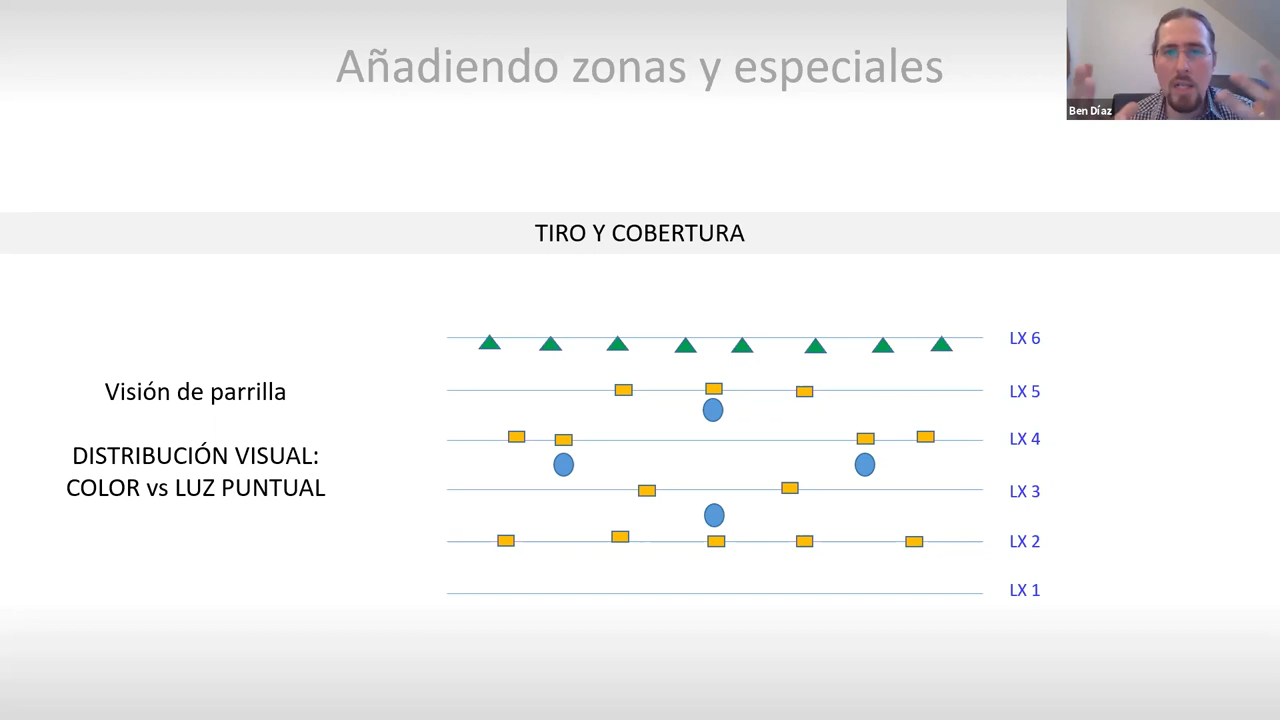 Añadiendo zonas y especiales
Ben Díaz
TIRO Y COBERTURA
LX 6
Visión de parrilla
LX 5
DISTRIBUCIÓN VISUAL:
COLOR vs LUZ PUNTUAL
LX 4
LX 3
LX 2
LX 1